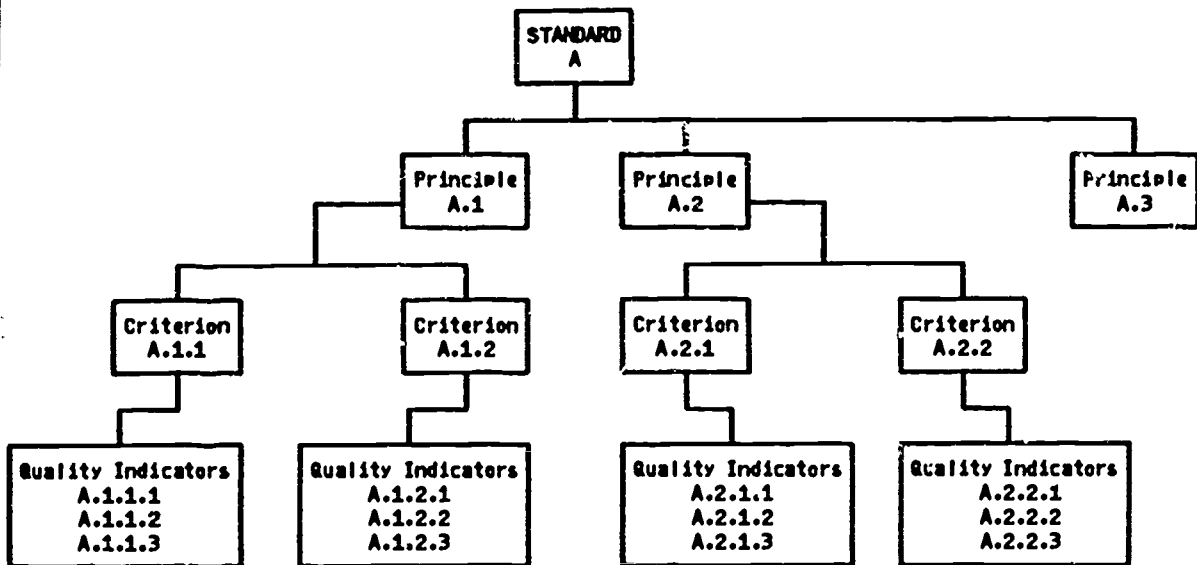 STANDARD
A
Principle
A.1
Principle
A.2
Principle
A.3
Criterion
A.1.1
Criterion
A.1.2
Criterion
A.2.1
Criterion
A.2.2
Quality Indicators
A.1.1.1
A.1.1.2
A.1.1.3
Quality Indicators
A.1.2.1
A.1.2.2
A.1.2.3
Quality Indicators
A.2.1.1
A.2.1.2
A.2.1.3
Quality Indicators
A.2.2.1
A.2.2.2
A.2.2.3